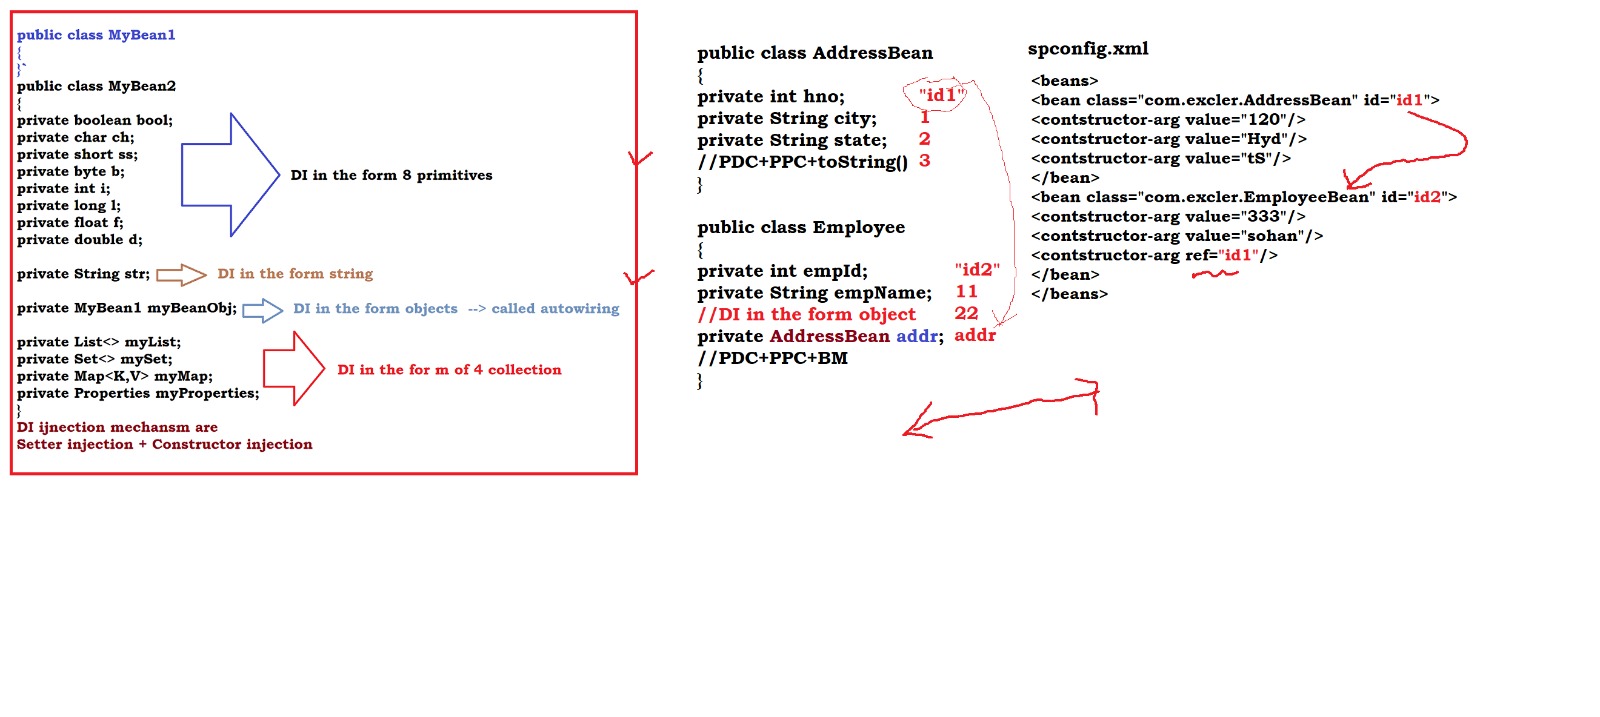 public class MyBean1
{
}`
public class MyBean2
{
private boolean bool;
private char ch;
private short ss;
private byte b;
private int i;
private long l;
private float f;
private double d;
DI in the form 8 primitives
private String str;
DI in the form string
private MyBean1 myBeanObj;
DI in the form objects --> called autowiring
private List<> myList;
private Set<> mySet;
private Map<K,V> myMap;
private Properties myProperties;
DI in the for m of 4 collection
}
DI ijnection mechansm are
Setter injection + Constructor injection
public class AddressBean
{
private int hno;
private String city;
private String state;
//PDC+PPC+toString()
}
"id1"
1
2
3
public class Employee
{
private int empId;
private String empName;
//DI in the form object
private AddressBean addr;
//PDC+PPC+BM
}
"id2"
11
22
addr
spconfig.xml
<beans>
<bean class="com.excler.AddressBean" id="id1">
<contstructor-arg value="120"/>
<contstructor-arg value="Hyd"/>
<contstructor-arg value="tS"/>
</bean>
<bean class="com.excler.EmployeeBean" id="id2">
<contstructor-arg value="333"/>
<contstructor-arg value="sohan"/>
<contstructor-arg ref="id1"/>
</bean>
</beans>